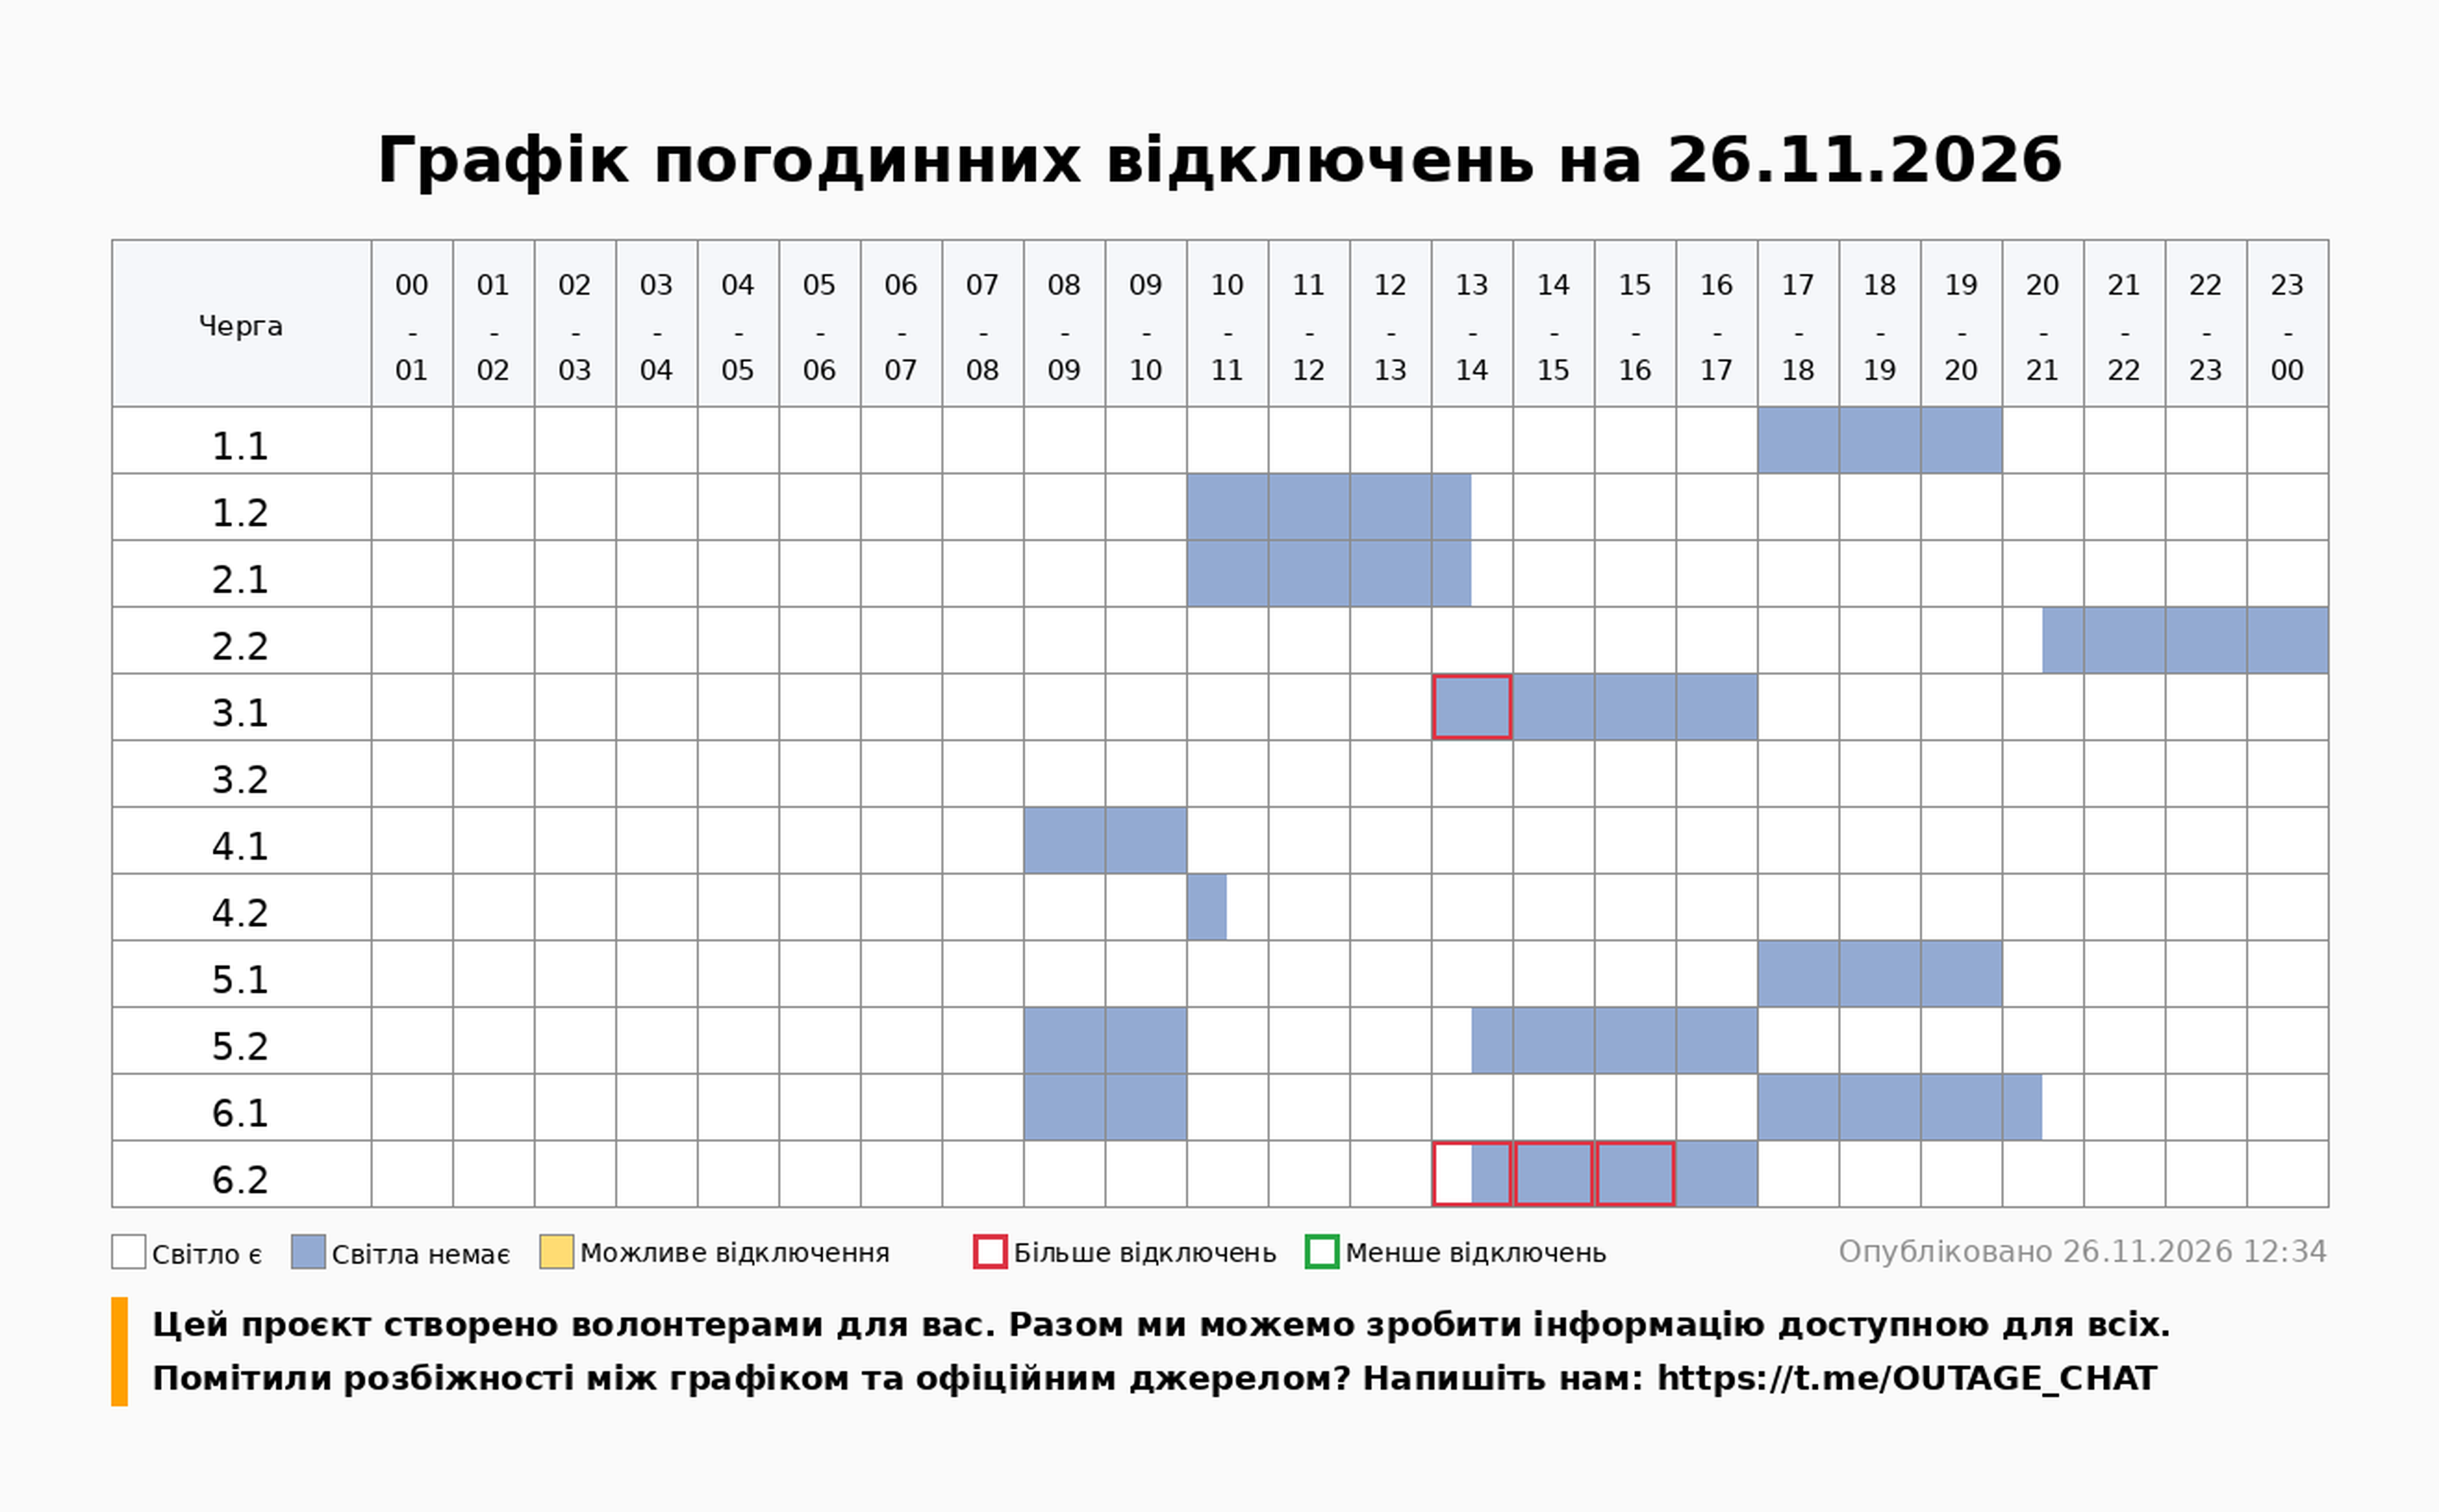 Графік погодинних відключень на 26.11.2026
Черга
00 - 01
01 - 02
02 - 03
03 - 04
04 - 05
05 - 06
06 - 07
07 - 08
08 - 09
09 - 10
10 - 11
11 - 12
12 - 13
13 - 14
14 - 15
15 - 16
16 - 17
17 - 18
18 - 19
19 - 20
20 - 21
21 - 22
22 - 23
23 - 00
1.1
1.2
2.1
2.2
3.1
3.2
4.1
4.2
5.1
5.2
6.1
6.2
Світло є
Світла немає
Можливе відключення
Більше відключень
Менше відключень
Опубліковано 26.11.2026 12:34
Цей проєкт створено волонтерами для вас. Разом ми можемо зробити інформацію доступною для всіх.
Помітили розбіжності між графіком та офіційним джерелом? Напишіть нам: https://t.me/OUTAGE_CHAT